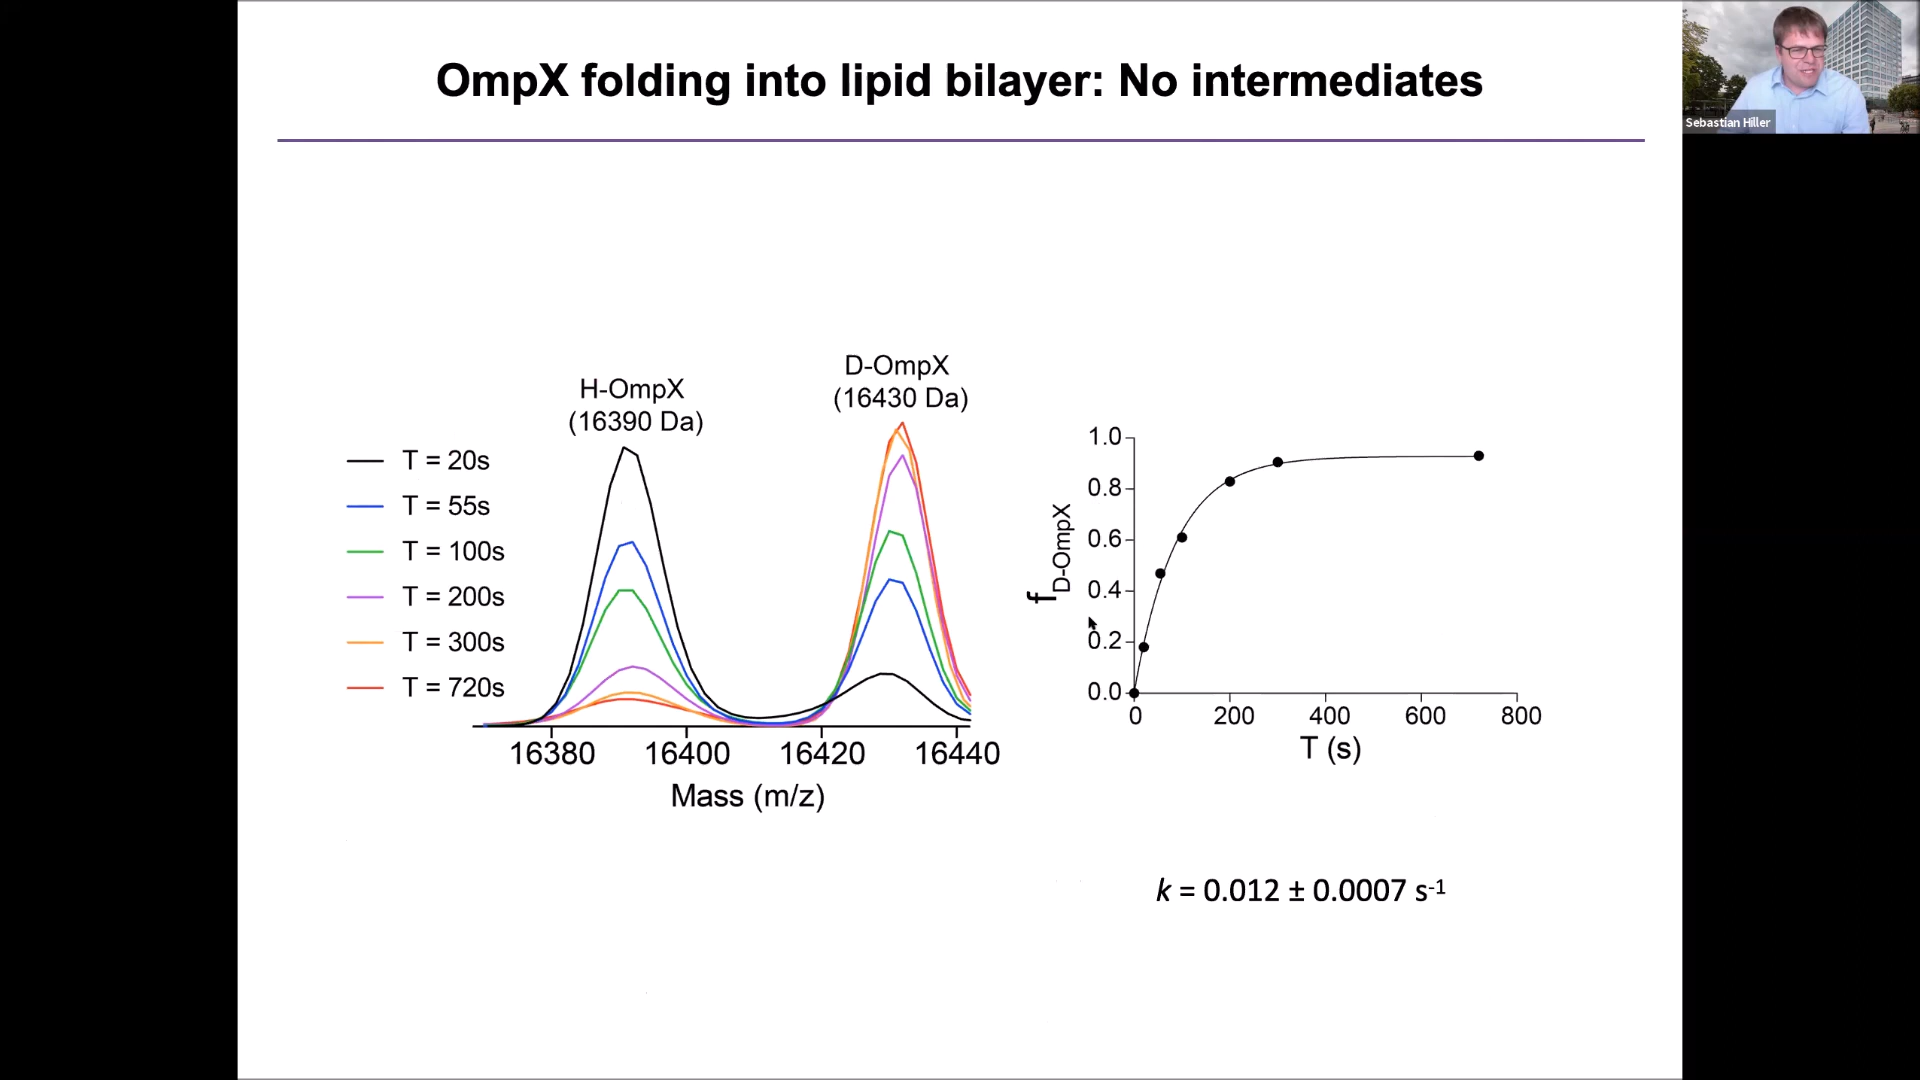 OmpX folding into lipid bilayer: No intermediates
Sebastian Hiller
H-OmpX
(16390 Da)
D-OmpX
(16430 Da)
T = 20s
T = 55s
T = 100s
T = 200s
T = 300s
T = 720s
16380 16400 16420 16440
Mass (m/z)
fD-OmpX
1.0
0.8
0.6
0.4
0.2
0.0
0 200 400 600 800
T (s)
k = 0.012 ± 0.0007 s-1